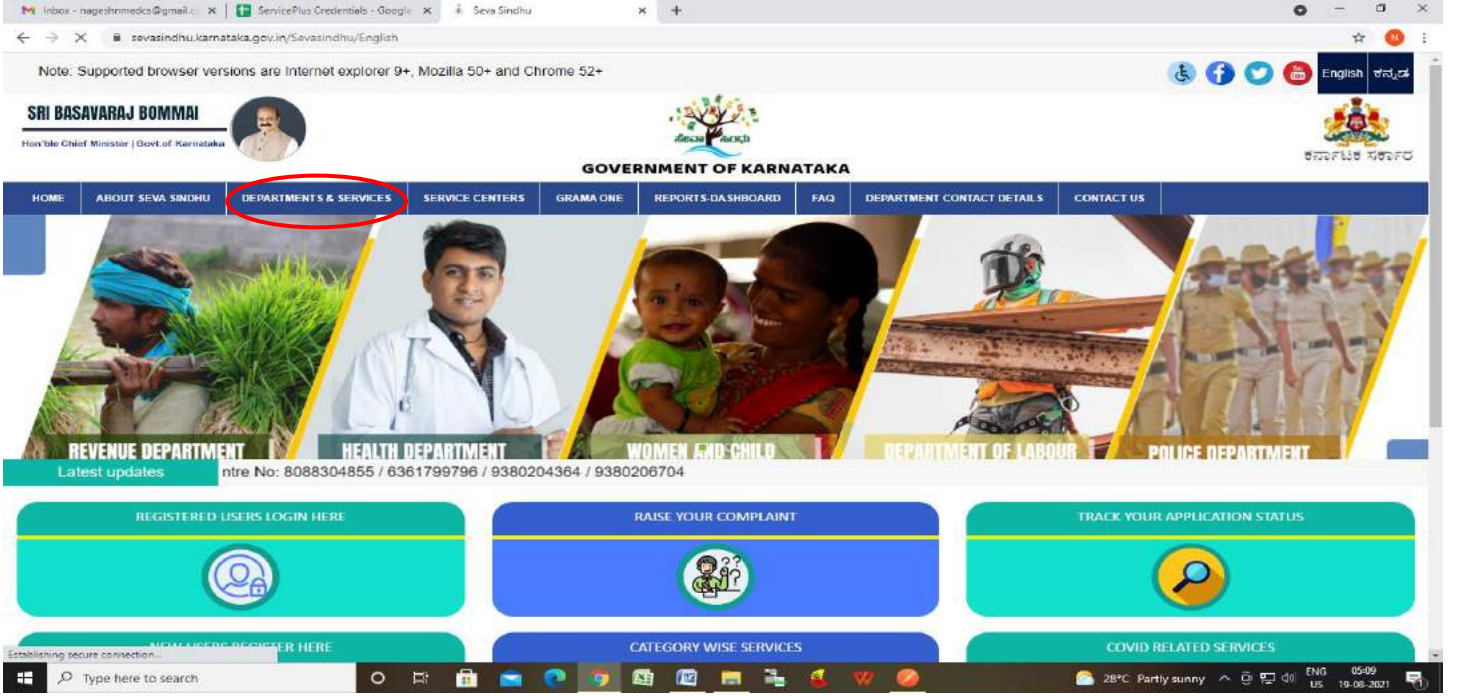 Inbox - nageshnmedcs@gmail.c
ServicePlus Credentials - Google
Seva Sindhu
sevasindhu.karnataka.gov.in/Sevasindhu/English
Note: Supported browser versions are Internet explorer 9+, Mozilla 50+ and Chrome 52+
English ಕನ್ನಡ
SRI BASAVARAJ BOMMAI
Hon'ble Chief Minister | Govt.of Karnataka
ಸೇವಾ ಸಿಂಧು
GOVERNMENT OF KARNATAKA
ಕರ್ನಾಟಕ ಸರ್ಕಾರ
HOME ABOUT SEVA SINDHU DEPARTMENTS & SERVICES SERVICE CENTERS GRAMA ONE REPORTS-DASHBOARD FAQ DEPARTMENT CONTACT DETAILS CONTACT US
REVENUE DEPARTMENT HEALTH DEPARTMENT WOMEN AND CHILD DEPARTMENT OF LABOUR POLICE DEPARTMENT
Latest updates ntre No: 8088304855 / 6361799796 / 9380204364 / 9380206704
REGISTERED USERS LOGIN HERE RAISE YOUR COMPLAINT TRACK YOUR APPLICATION STATUS
NEW USERS REGISTER HERE CATEGORY WISE SERVICES COVID RELATED SERVICES
Establishing secure connection...
Type here to search
28°C Partly sunny
ENG 05:09
US 19-08-2021